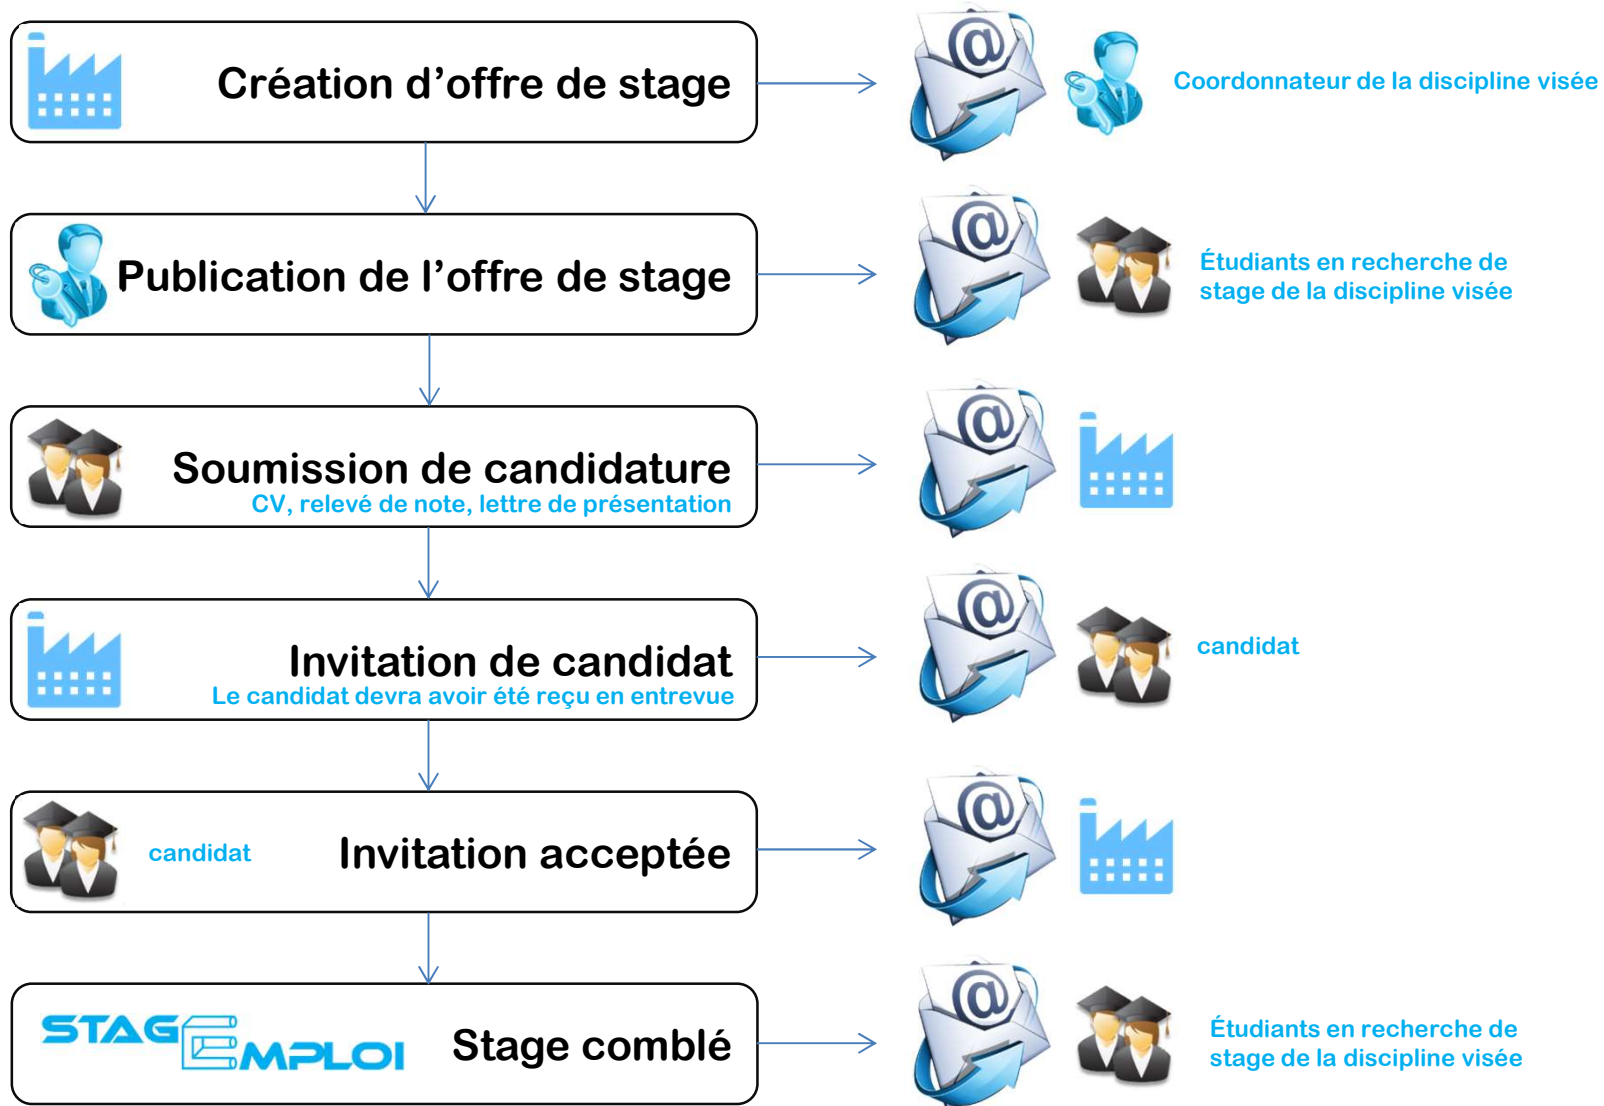 Création d’offre de stage
Coordonnateur de la discipline visée
Publication de l’offre de stage
Étudiants en recherche de
stage de la discipline visée
Soumission de candidature
CV, relevé de note, lettre de présentation
Invitation de candidat
Le candidat devra avoir été reçu en entrevue
candidat
candidat
Invitation acceptée
STAGEMPLOI
Stage comblé
Étudiants en recherche de
stage de la discipline visée